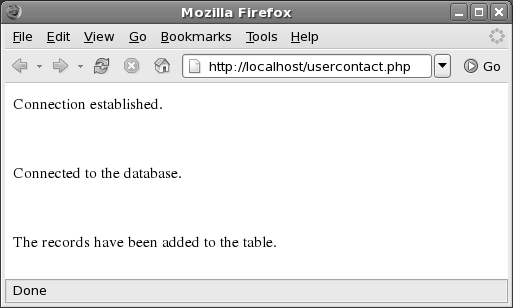 Mozilla Firefox
File Edit View Go Bookmarks Tools Help
http://localhost/usercontact.php Go
Connection established.
Connected to the database.
The records have been added to the table.
Done